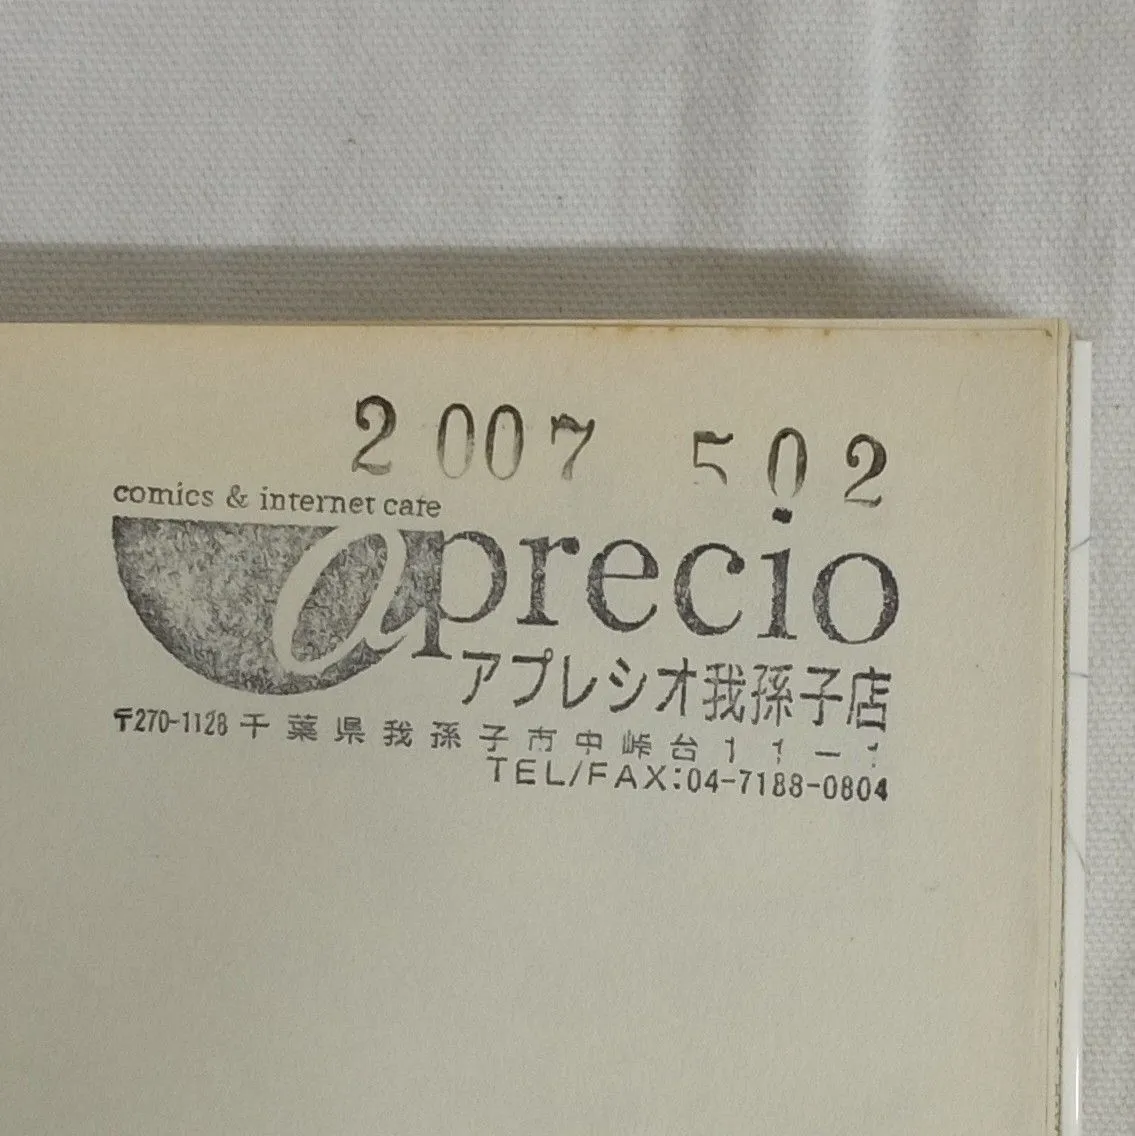 2007 502
comics & internet cafe
aprecio
アプレシオ我孫子店
〒270-1128 千葉県我孫子市中峠台11-1
TEL/FAX:04-7188-0804